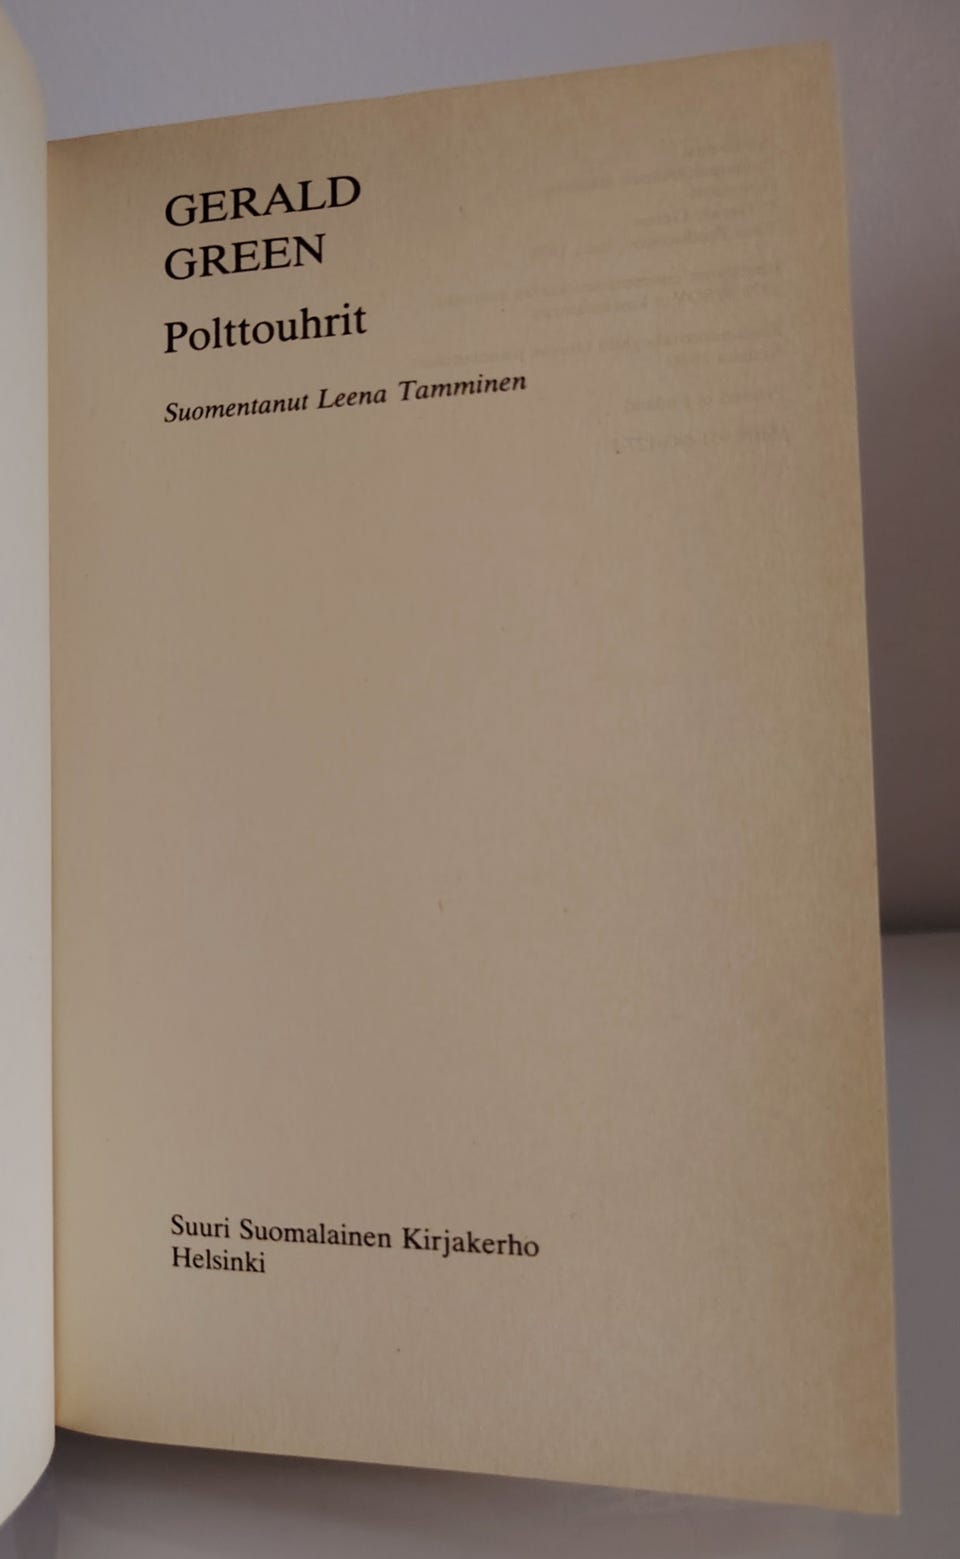 GERALD
GREEN
Polttouhrit
Suomentanut Leena Tamminen
Suuri Suomalainen Kirjakerho
Helsinki